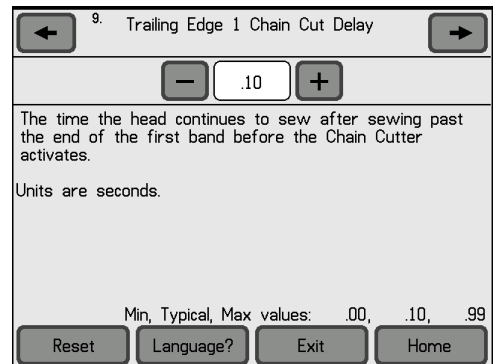 9. Trailing Edge 1 Chain Cut Delay
− .10 +
The time the head continues to sew after sewing past
the end of the first band before the Chain Cutter
activates.
Units are seconds.
Min, Typical, Max values: .00, .10, .99
Reset Language? Exit Home